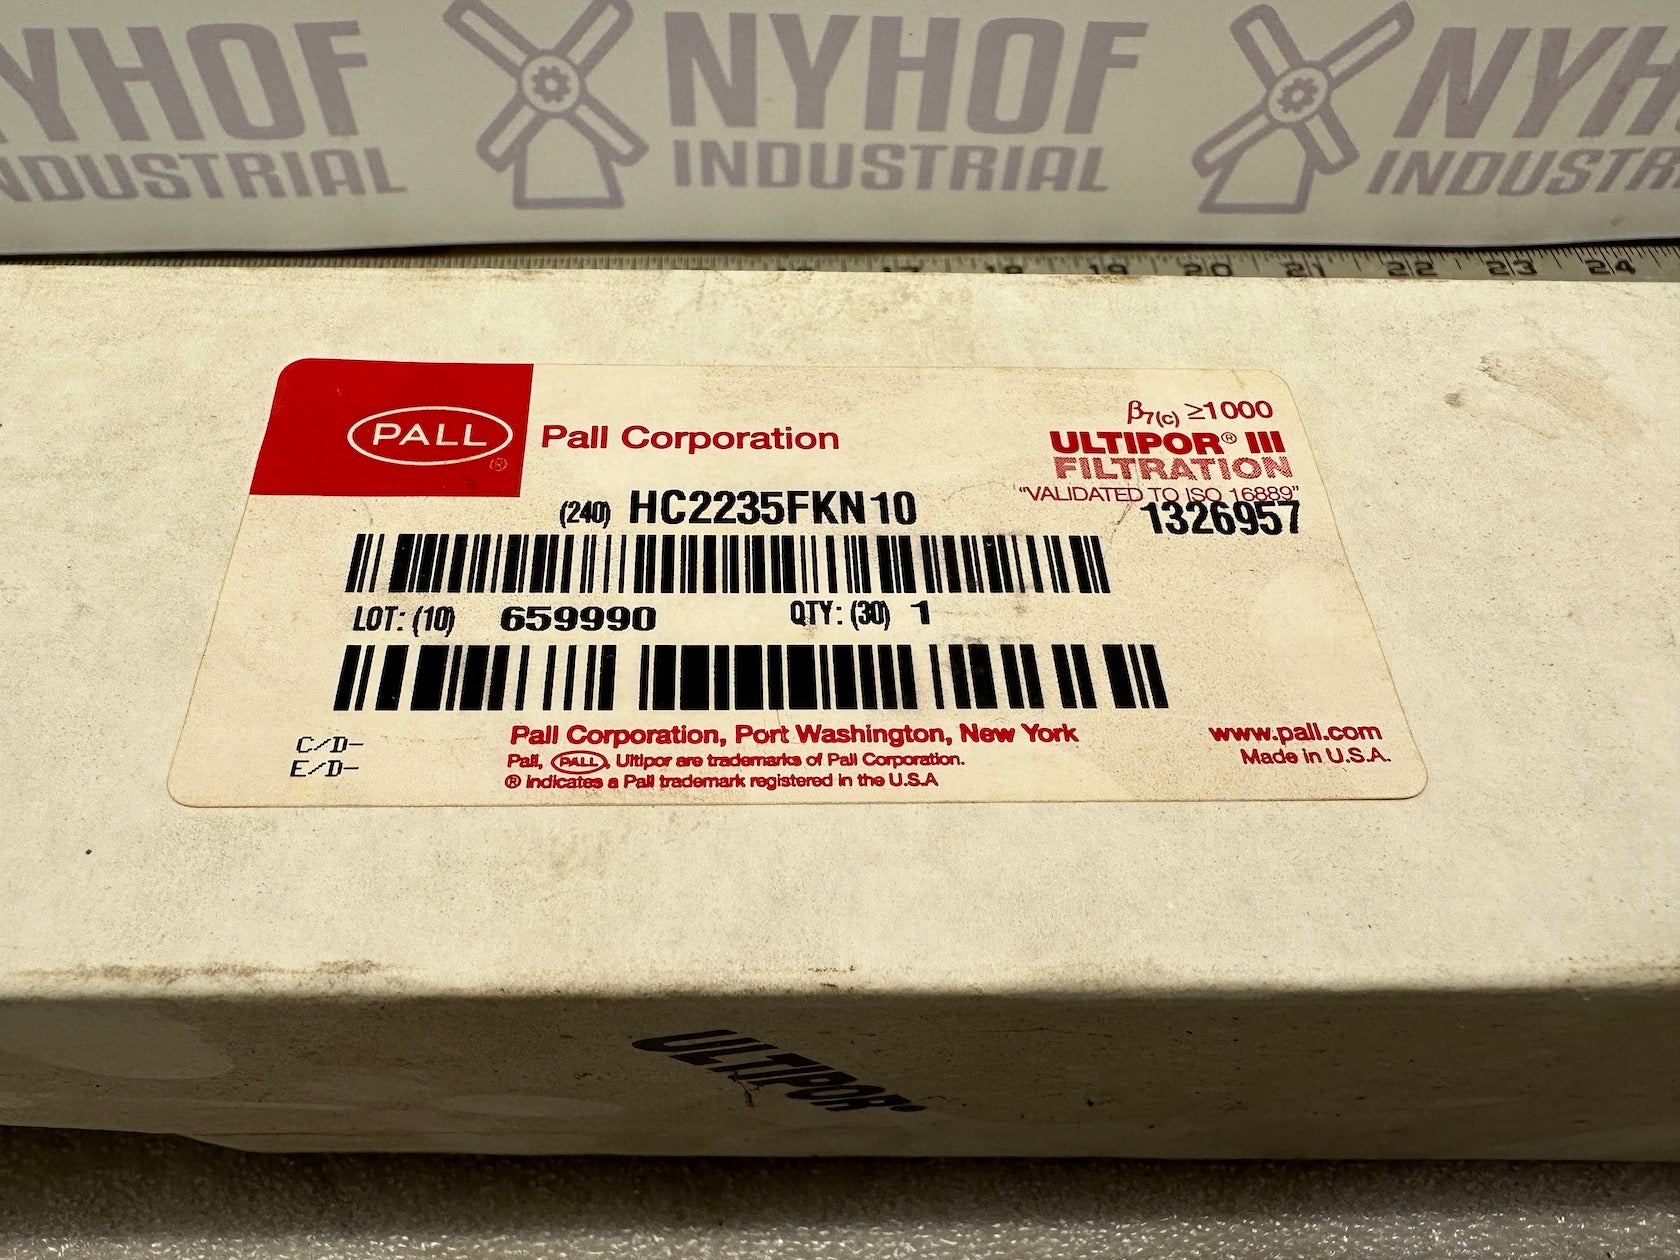 NYHOF NYHOF NYH
INDUSTRIAL INDUSTRIAL INDUSTR
17 18 19 20 21 22 23 24
β7(c) ≥1000
PALL® Pall Corporation ULTIPOR® III
FILTRATION
"VALIDATED TO ISO 16889"
(240) HC2235FKN10 1326957
LOT: (10) 659990 QTY: (30) 1
C/D-
E/D-
Pall Corporation, Port Washington, New York www.pall.com
Pall, PALL, Ultipor are trademarks of Pall Corporation. Made in U.S.A.
® indicates a Pall trademark registered in the U.S.A
ULTIPOR®